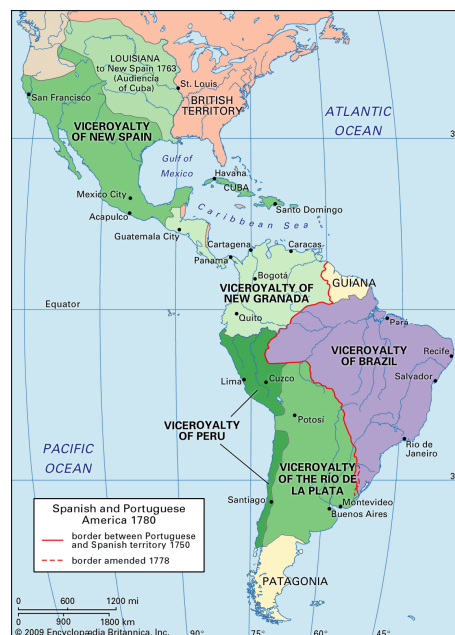 LOUISIANA
to New Spain 1763
(Audiencia
of Cuba)
St. Louis
BRITISH
TERRITORY
San Francisco
VICEROYALTY
OF NEW SPAIN
ATLANTIC
OCEAN
3
Gulf of
Mexico
Havana
CUBA
Mexico City
Acapulco
Santo Domingo
Caribbean Sea
Guatemala City
Cartagena
Caracas
Panama
Bogotá
GUIANA
VICEROYALTY OF
NEW GRANADA
Equator
Quito
Pará
VICEROYALTY
OF BRAZIL
Recife
Lima
Cuzco
Salvador
VICEROYALTY
OF PERU
Potosí
PACIFIC
OCEAN
Rio de
Janeiro
VICEROYALTY
OF THE RÍO DE
LA PLATA
3
Santiago
Montevideo
Buenos Aires
Spanish and Portuguese
America 1780
border between Portuguese
and Spanish territory 1750
border amended 1778
PATAGONIA
0 600 1200 mi
0 900 1800 km
© 2009 Encyclopædia Britannica, Inc.
90° 75° 60° 45°